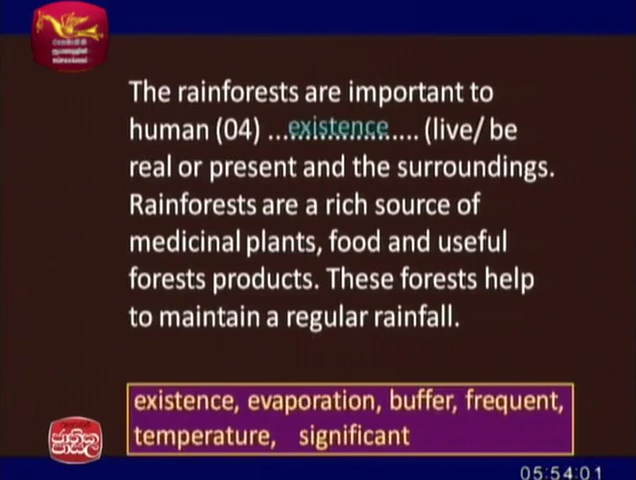 The rainforests are important to
human (04) ...existence.... (live/ be
real or present and the surroundings.
Rainforests are a rich source of
medicinal plants, food and useful
forests products. These forests help
to maintain a regular rainfall.
existence, evaporation, buffer, frequent,
temperature, significant
ජාතික
පාසල
05:54:01